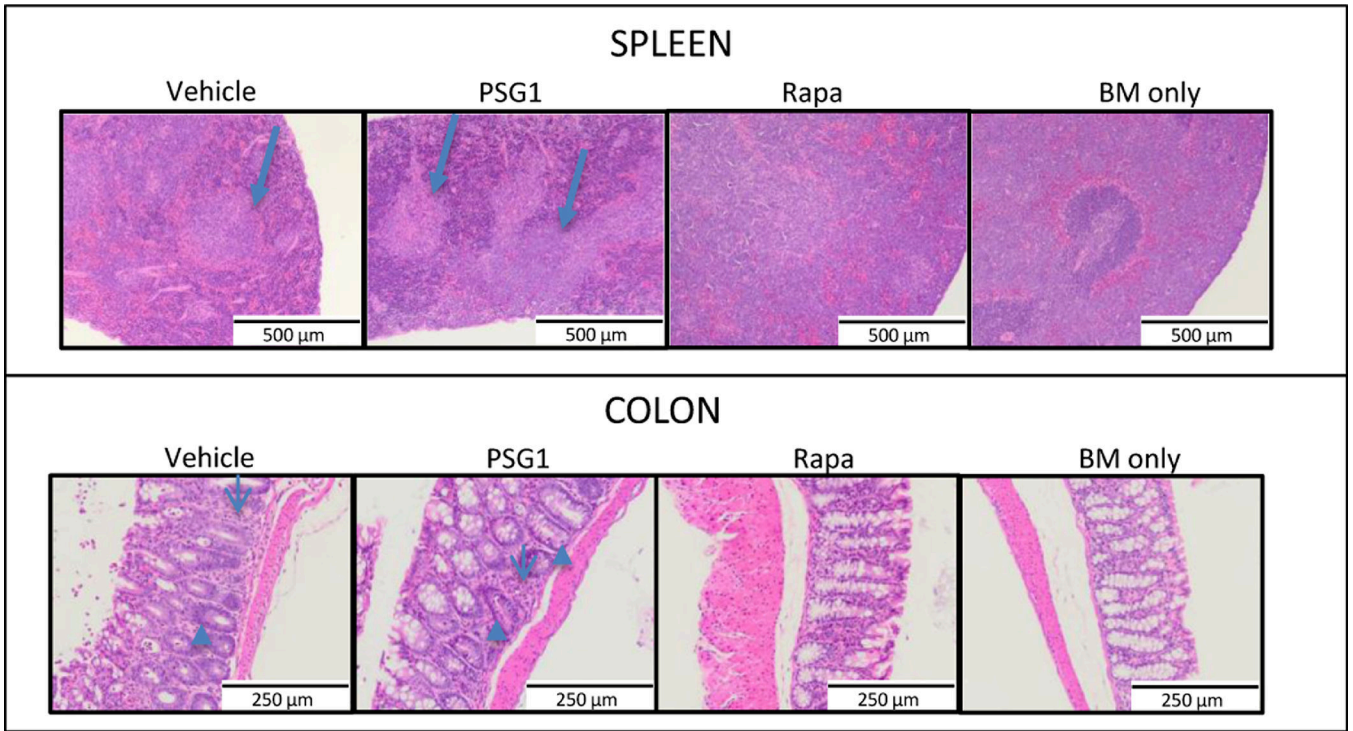 SPLEEN
Vehicle PSG1 Rapa BM only
500 µm 500 µm 500 µm 500 µm
COLON
Vehicle PSG1 Rapa BM only
250 µm 250 µm 250 µm 250 µm